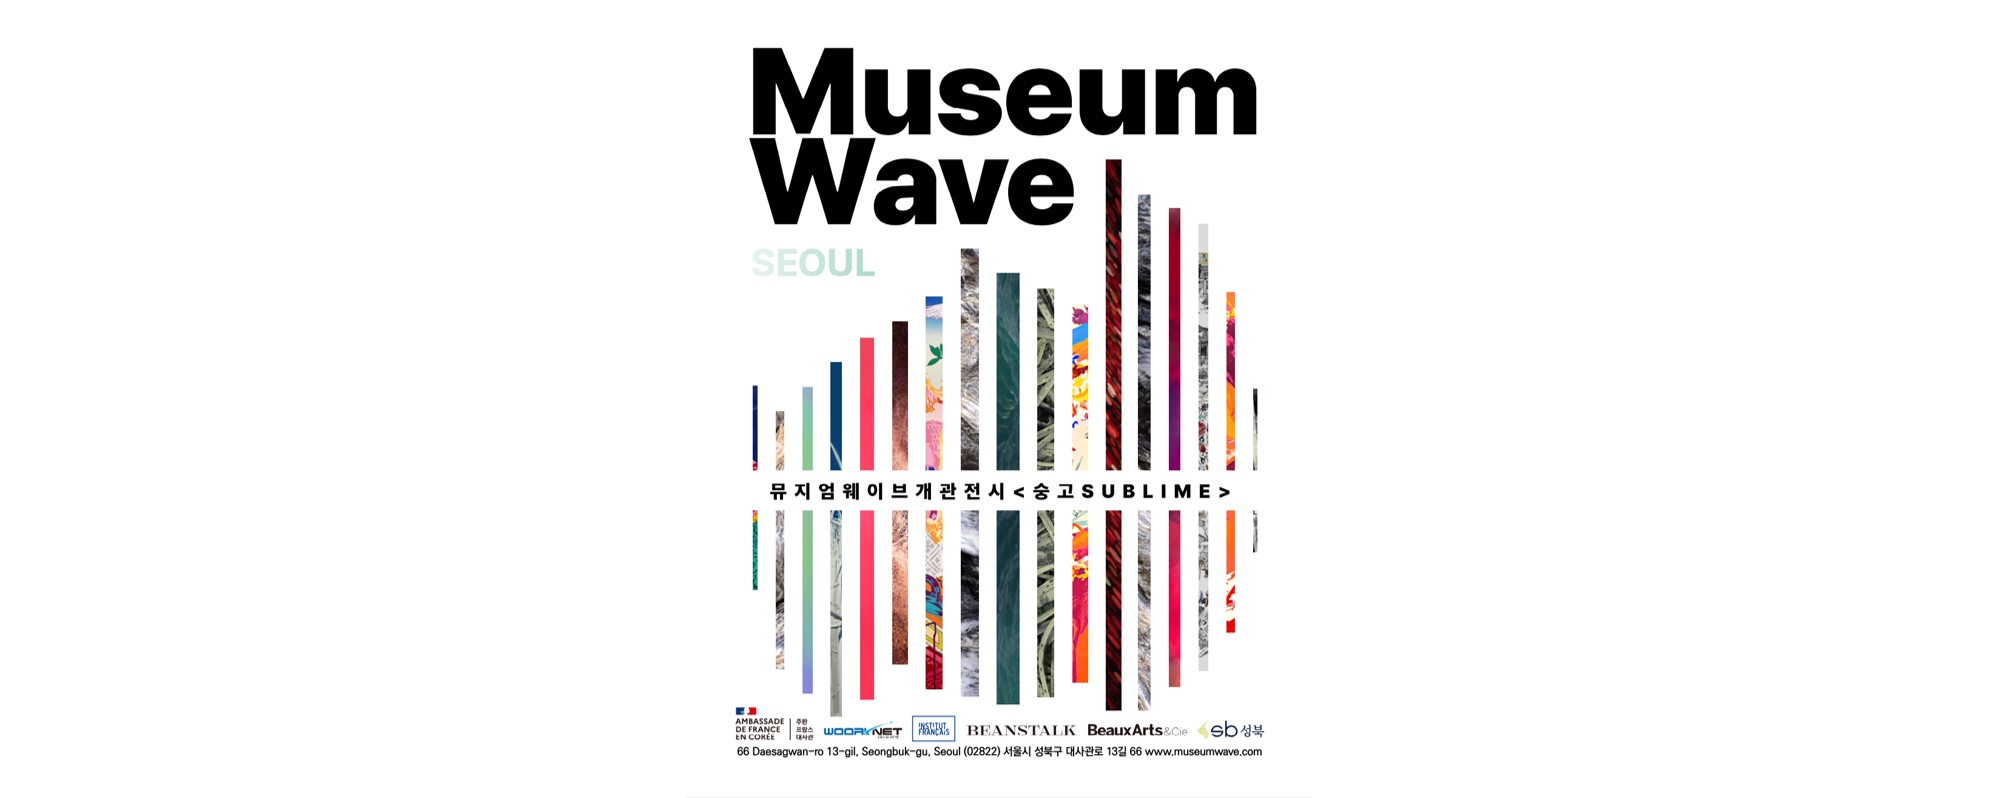 Museum
Wave
SEOUL
뮤지엄웨이브개관전시<숭고SUBLIME>
AMBASSADE
DE FRANCE
EN CORÉE
주한
프랑스
대사관
WOORKNET
INSTITUT
FRANÇAIS
BEANSTALK
BeauxArts&Cie
sb성북
66 Daesagwan-ro 13-gil, Seongbuk-gu, Seoul (02822) 서울시 성북구 대사관로 13길 66 www.museumwave.com